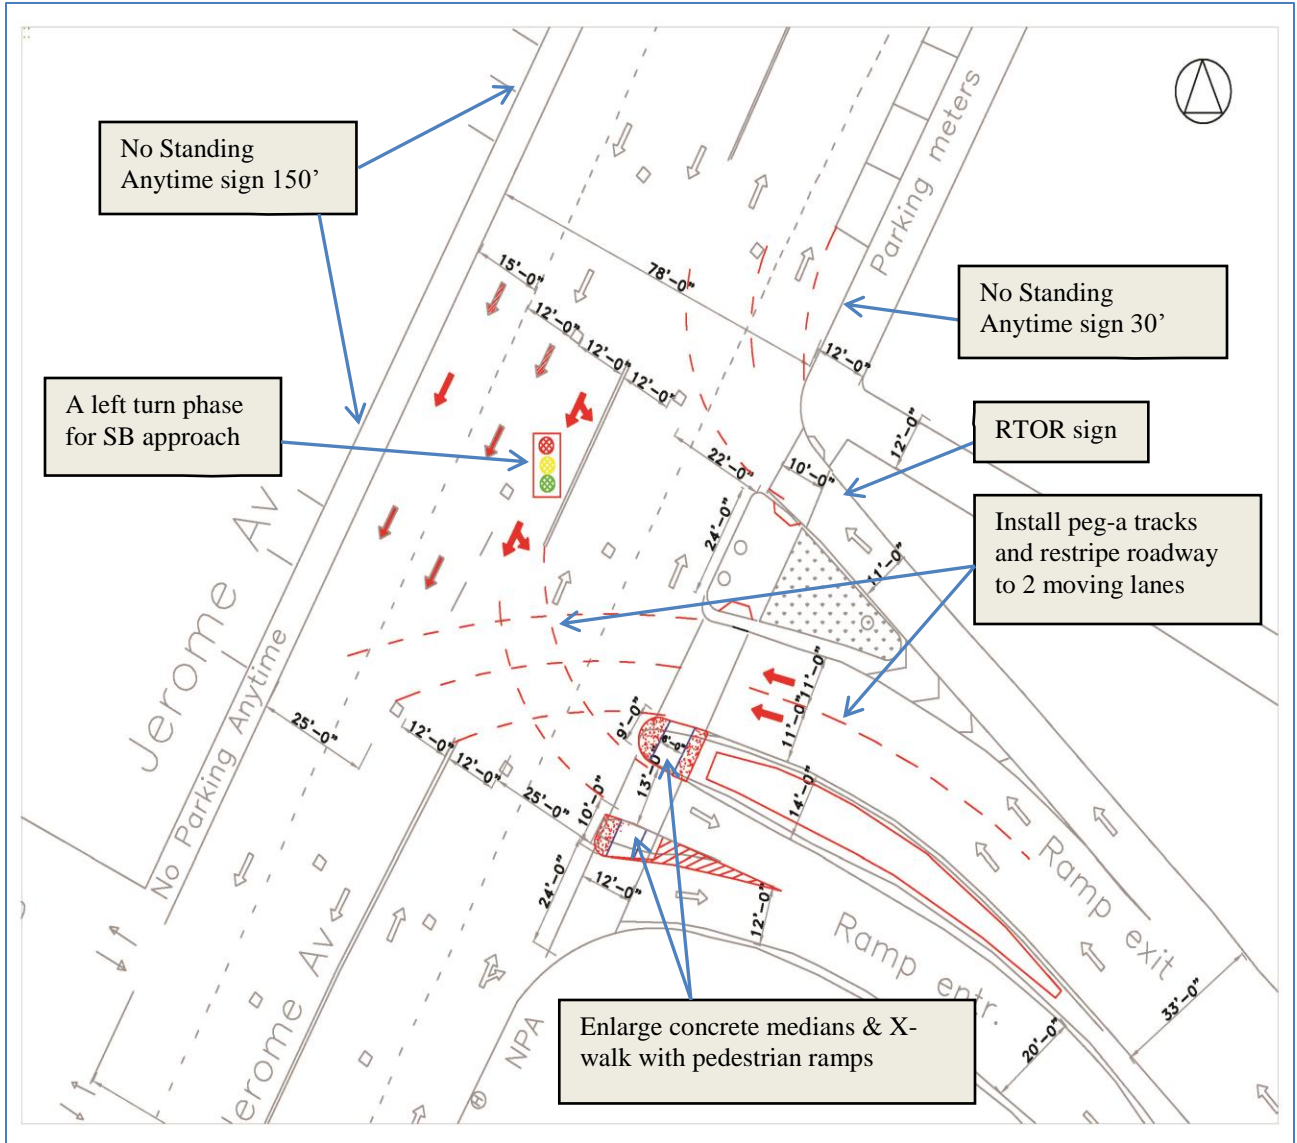 No Standing
Anytime sign 150’
Parking meters
No Standing
Anytime sign 30’
A left turn phase
for SB approach
RTOR sign
Install peg-a tracks
and restripe roadway
to 2 moving lanes
Enlarge concrete medians & X-
walk with pedestrian ramps
Jerome Av
No Parking Anytime
Jerome Av
NPA
Ramp entr.
Ramp exit
15'-0"
78'-0"
12'-0"
12'-0"
12'-0"
12'-0"
12'-0"
22'-0"
10'-0"
24'-0"
11'-0"
11'-0"
11'-0"
9'-0"
6'-0"
13'-0"
14'-0"
25'-0"
12'-0"
12'-0"
25'-0"
10'-0"
24'-0"
12'-0"
12'-0"
33'-0"
20'-0"
H